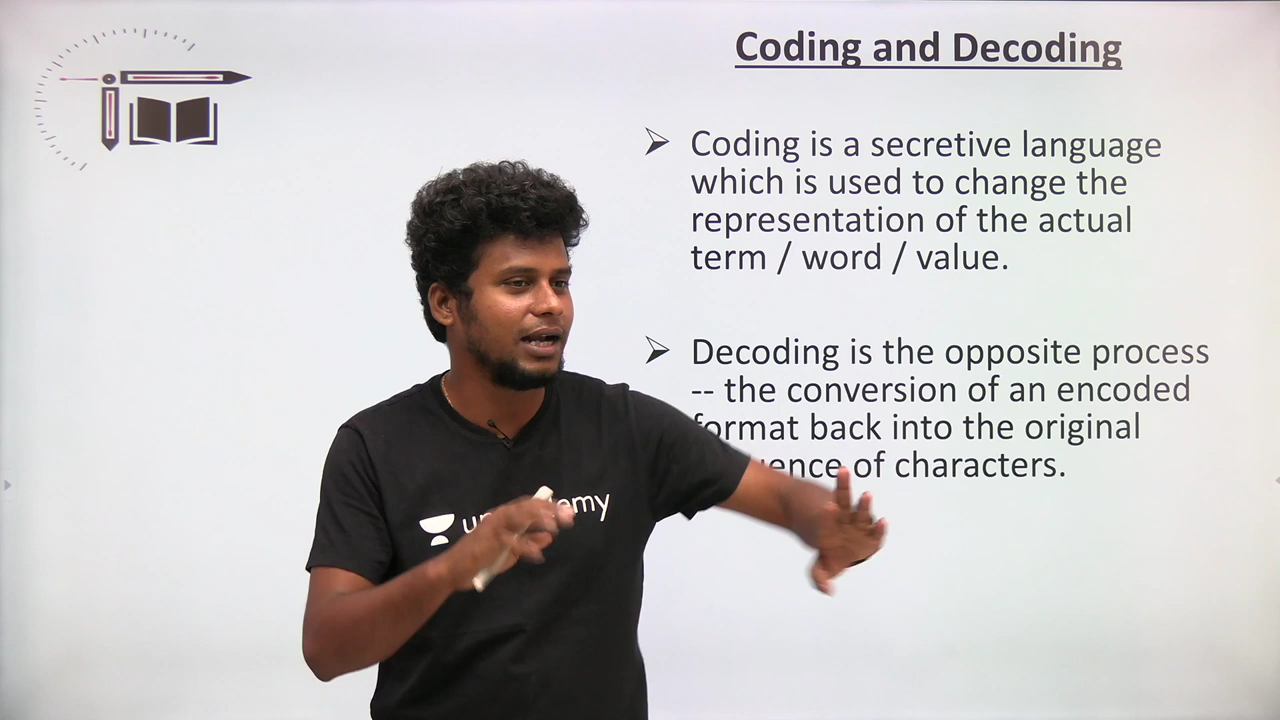 Coding and Decoding
Coding is a secretive language
which is used to change the
representation of the actual
term / word / value.
Decoding is the opposite process
-- the conversion of an encoded
format back into the original
of characters.